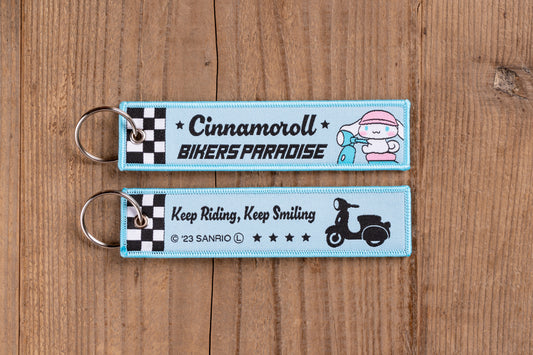 ★ Cinnamoroll ★
BIKERS PARADISE
Keep Riding, Keep Smiling
© '23 SANRIO Ⓛ ★ ★ ★ ★